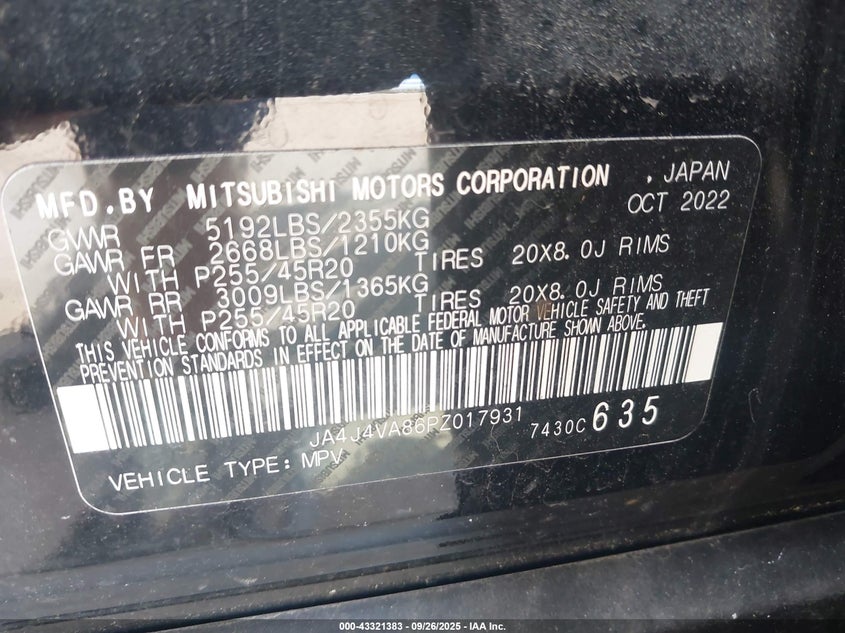 MFD.BY MITSUBISHI MOTORS CORPORATION , JAPAN
OCT 2022
GVWR 5192LBS/2355KG
GAWR FR 2668LBS/1210KG
WITH P255/45R20 TIRES 20X8.0J RIMS
GAWR RR 3009LBS/1365KG
WITH P255/45R20 TIRES 20X8.0J RIMS
THIS VEHICLE CONFORMS TO ALL APPLICABLE FEDERAL MOTOR VEHICLE SAFETY AND THEFT
PREVENTION STANDARDS IN EFFECT ON THE DATE OF MANUFACTURE SHOWN ABOVE.
JA4J4VA86PZ017931 7430C 635
VEHICLE TYPE: MPV
000-43321383 - 09/26/2025 - IAA Inc.